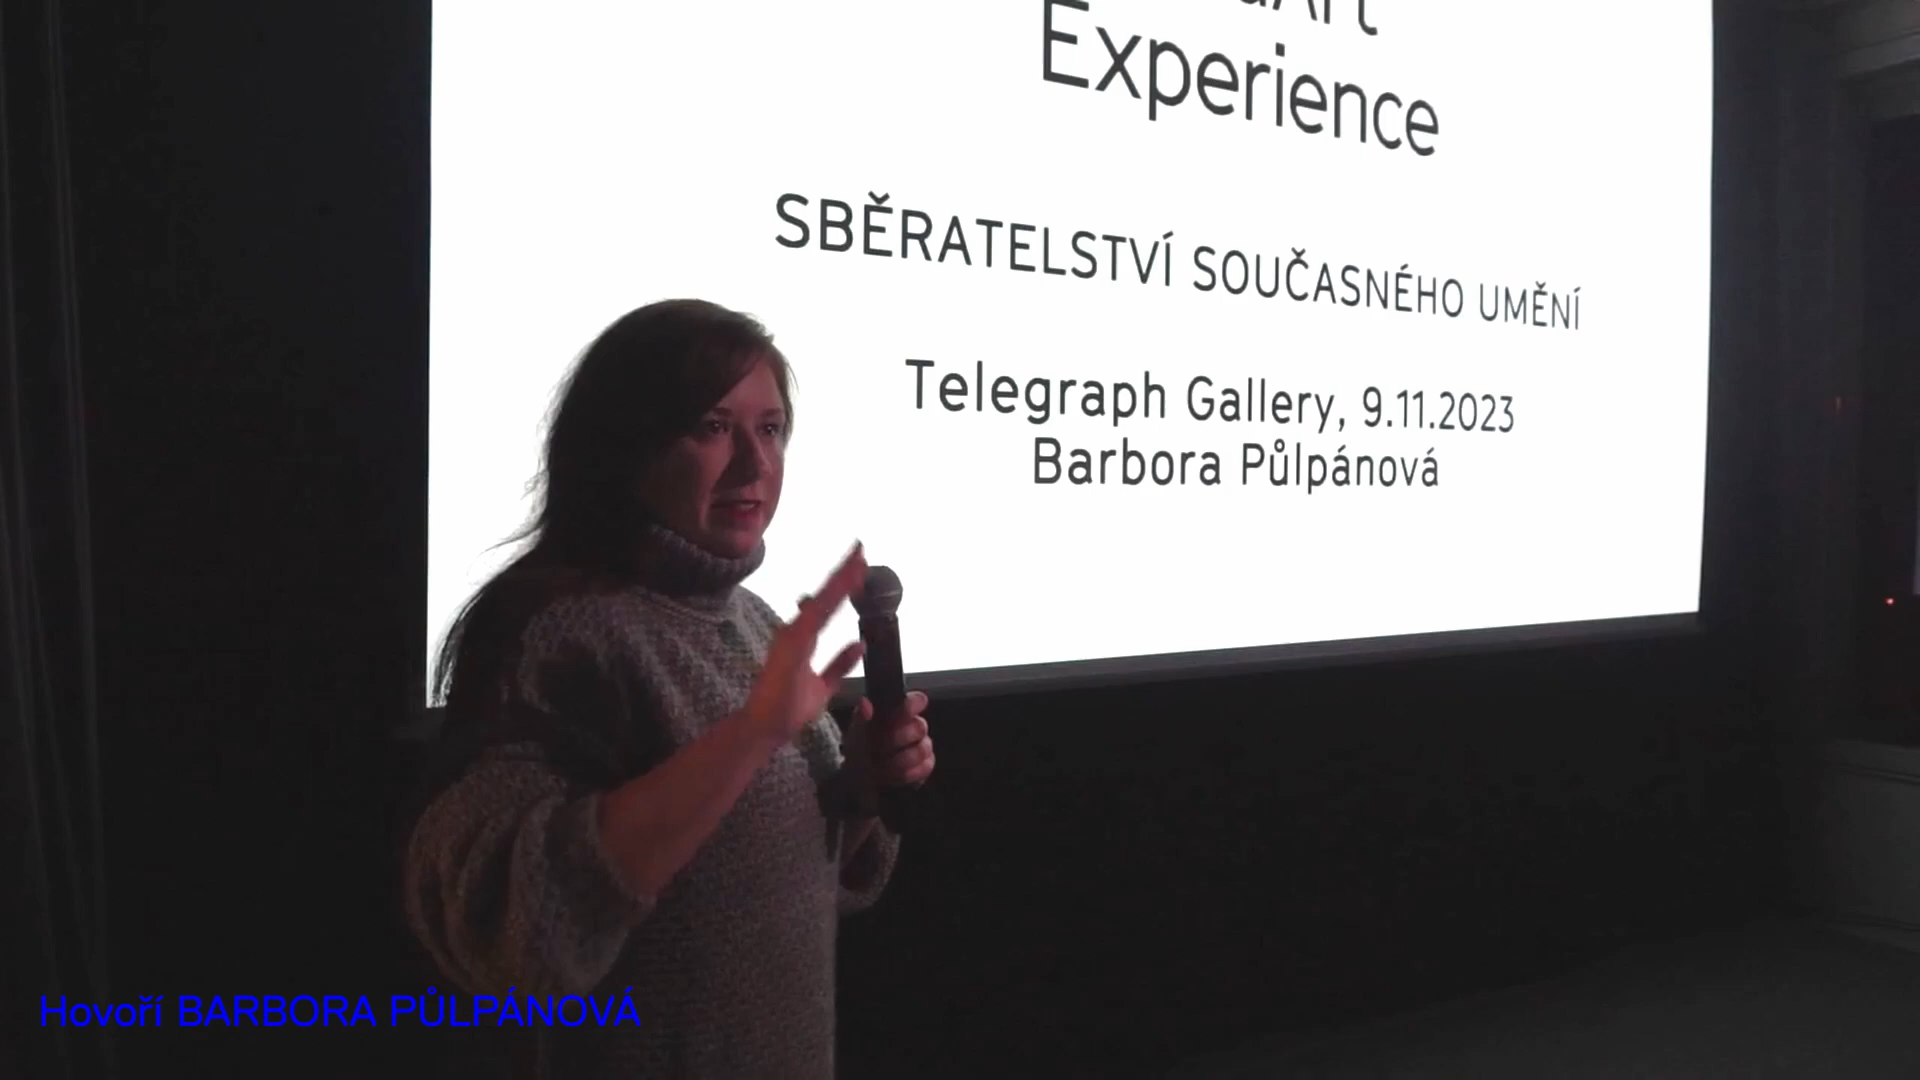 Experience
SBĚRATELSTVÍ SOUČASNÉHO UMĚNÍ
Telegraph Gallery, 9.11.2023
Barbora Půlpánová
Hovoří BARBORA PŮLPÁNOVÁ